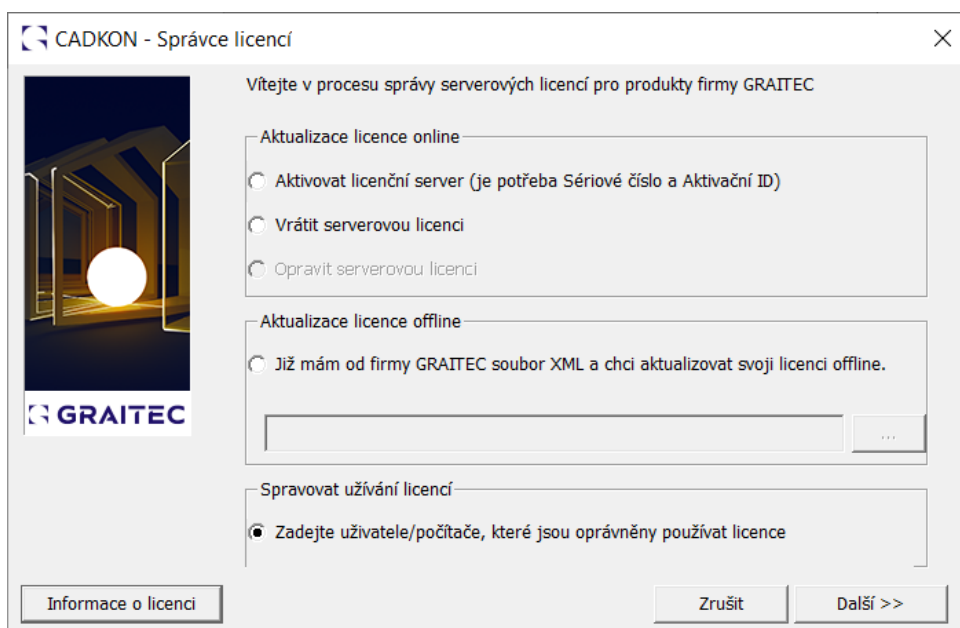 CADKON - Správce licencí
Vítejte v procesu správy serverových licencí pro produkty firmy GRAITEC
Aktualizace licence online
Aktivovat licenční server (je potřeba Sériové číslo a Aktivační ID)
Vrátit serverovou licenci
Opravit serverovou licenci
Aktualizace licence offline
Již mám od firmy GRAITEC soubor XML a chci aktualizovat svoji licenci offline.
...
GRAITEC
Spravovat užívání licencí
Zadejte uživatele/počítače, které jsou oprávněny používat licence
Informace o licenci
Zrušit
Další >>